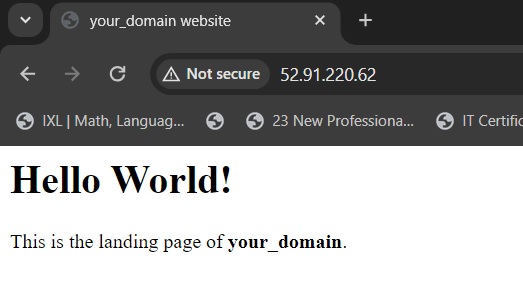 your_domain website
Not secure 52.91.220.62
IXL | Math, Languag... 23 New Professiona... IT Certific
Hello World!
This is the landing page of your_domain.